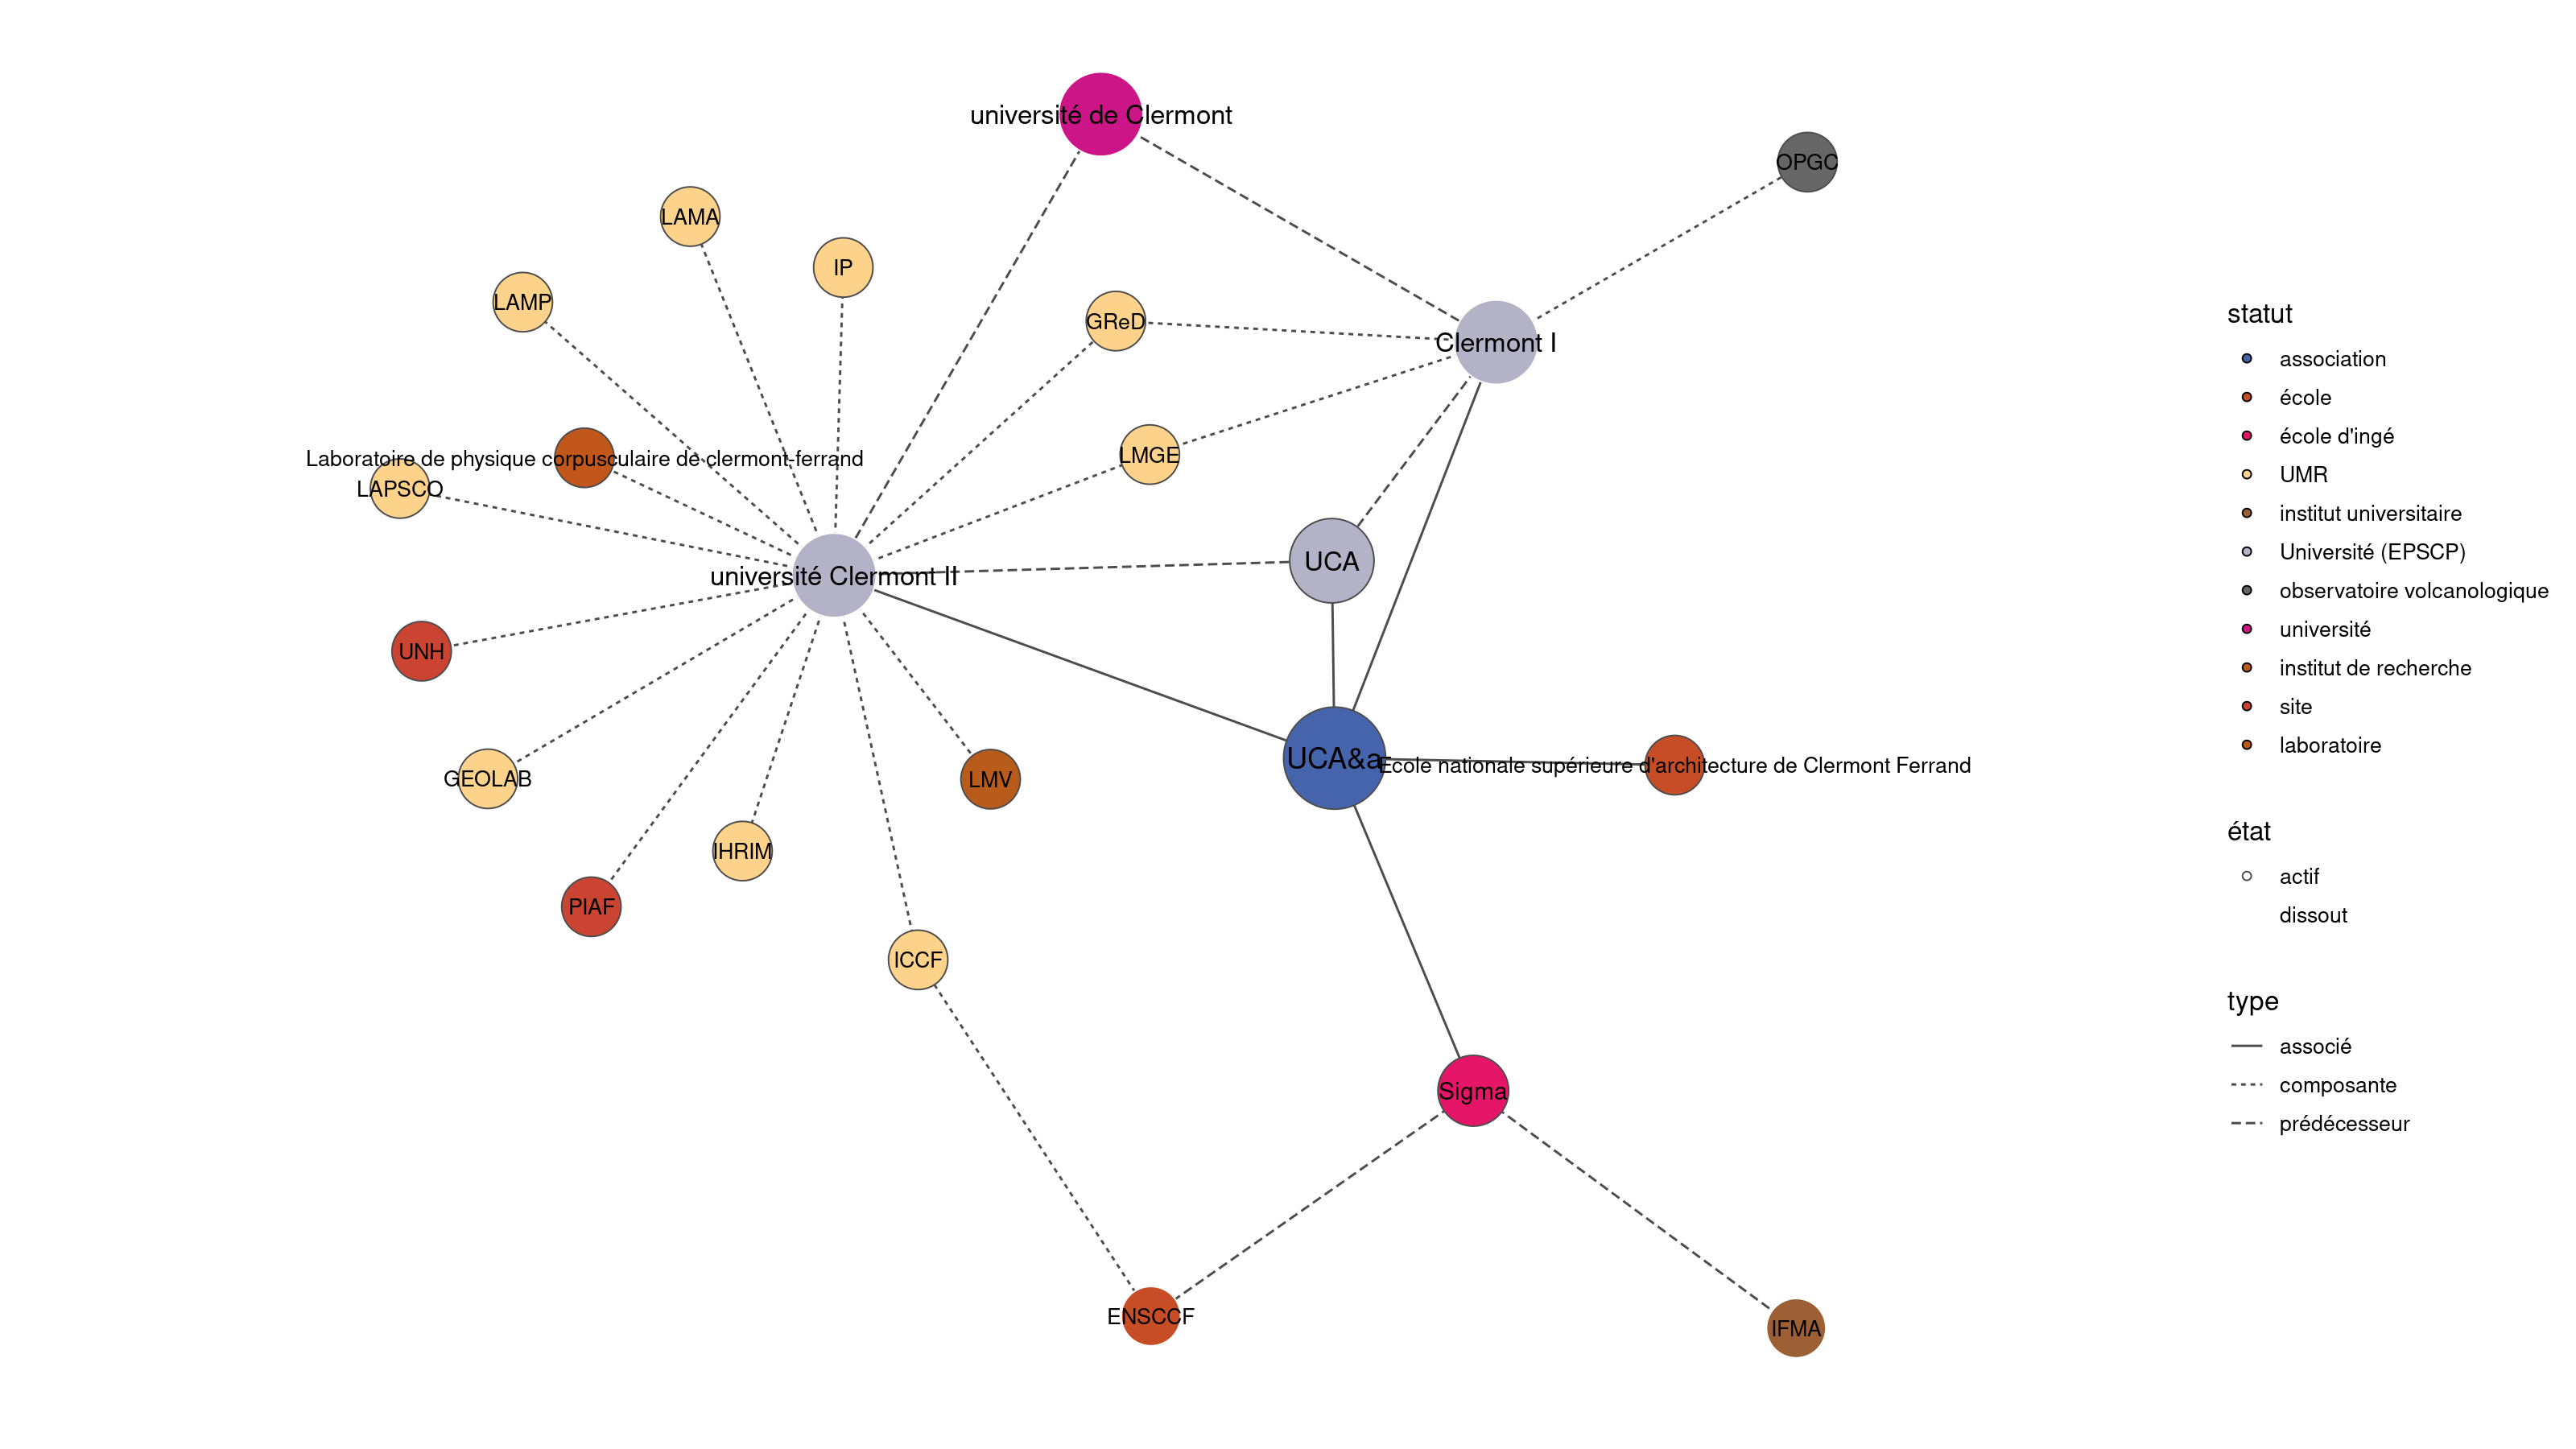 université de Clermont
OPGC
LAMA
IP
LAMP
GReD
Clermont I
LMGE
Laboratoire de physique corpusculaire de clermont-ferrand
LAPSCO
UCA
université Clermont II
UNH
UCA&a
Ecole nationale supérieure d'architecture de Clermont Ferrand
GEOLAB
LMV
IHRIM
PIAF
ICCF
Sigma
ENSCCF
IFMA
statut
association
école
école d'ingé
UMR
institut universitaire
Université (EPSCP)
observatoire volcanologique
université
institut de recherche
site
laboratoire
état
actif
dissout
type
associé
composante
prédécesseur